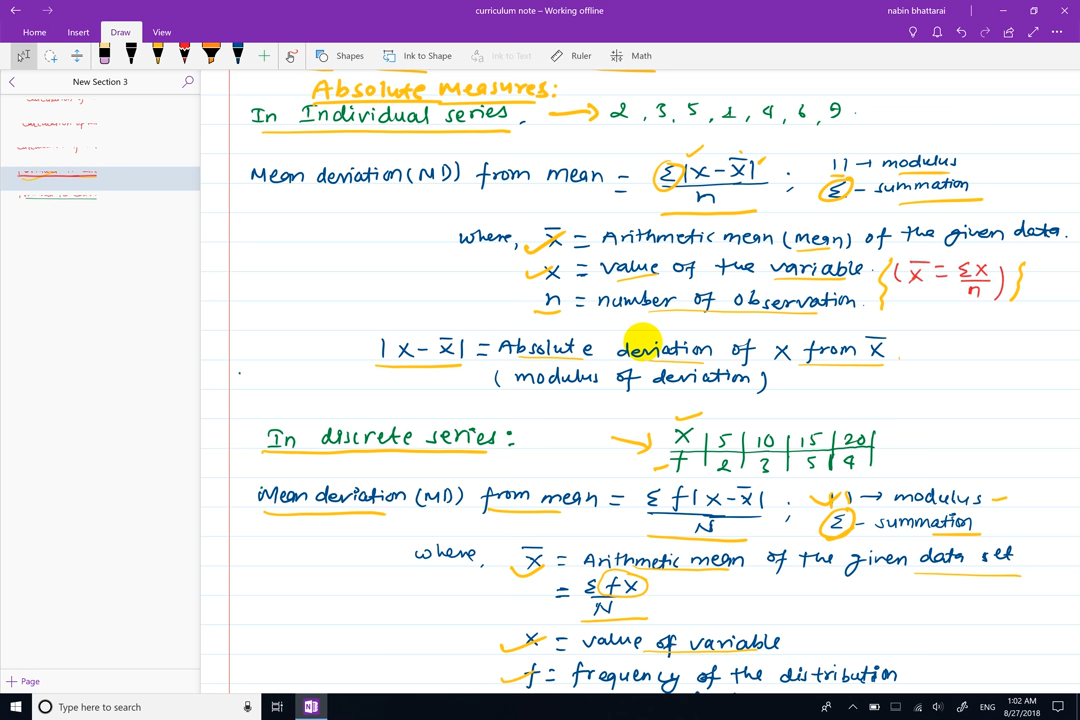 curriculum note – Working offline
nabin bhattarai
Home Insert Draw View
Shapes Ink to Shape Ink to Text Ruler Math
New Section 3
Absolute measures:
In Individual series. → 2, 3, 5, 1, 4, 6, 9.
Mean deviation (MD) from mean = Σ|x-x̄|/n ; || → modulus
Σ - summation
where, x̄ = Arithmetic mean (mean) of the given data.
x = value of the variable. {(x̄ = Σx/n)}
n = number of observation.
|x-x̄| = Absolute deviation of x from x̄.
(modulus of deviation)
In discrete series: → x | 5 | 10 | 15 | 20 |
f | 2 | 3 | 5 | 4 |
Mean deviation (MD) from mean = Σf|x-x̄|/N ; || → modulus
Σ - summation
where, x̄ = Arithmetic mean of the given data set
= Σfx/N
x = value of variable
f = frequency of the distribution
+ Page
Type here to search
ENG
1:02 AM
8/27/2018